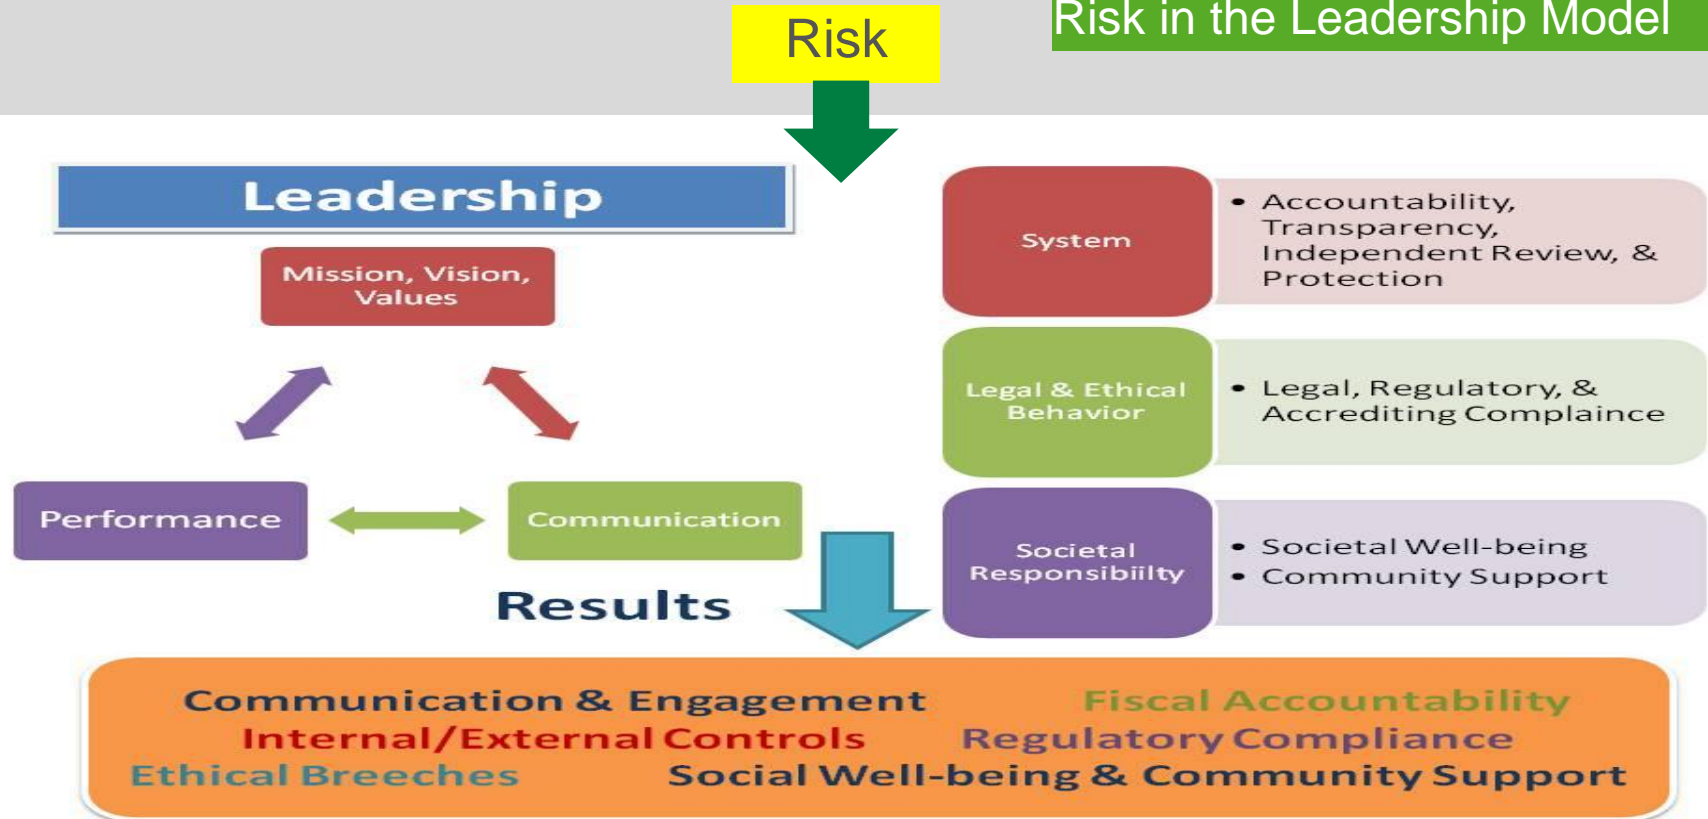 Risk in the Leadership Model
Risk
Leadership
Mission, Vision,
Values
Performance
Communication
System
• Accountability,
Transparency,
Independent Review, &
Protection
Legal & Ethical
Behavior
• Legal, Regulatory, &
Accrediting Complaince
Societal
Responsibiilty
• Societal Well-being
• Community Support
Results
Communication & Engagement Fiscal Accountability
Internal/External Controls Regulatory Compliance
Ethical Breeches Social Well-being & Community Support